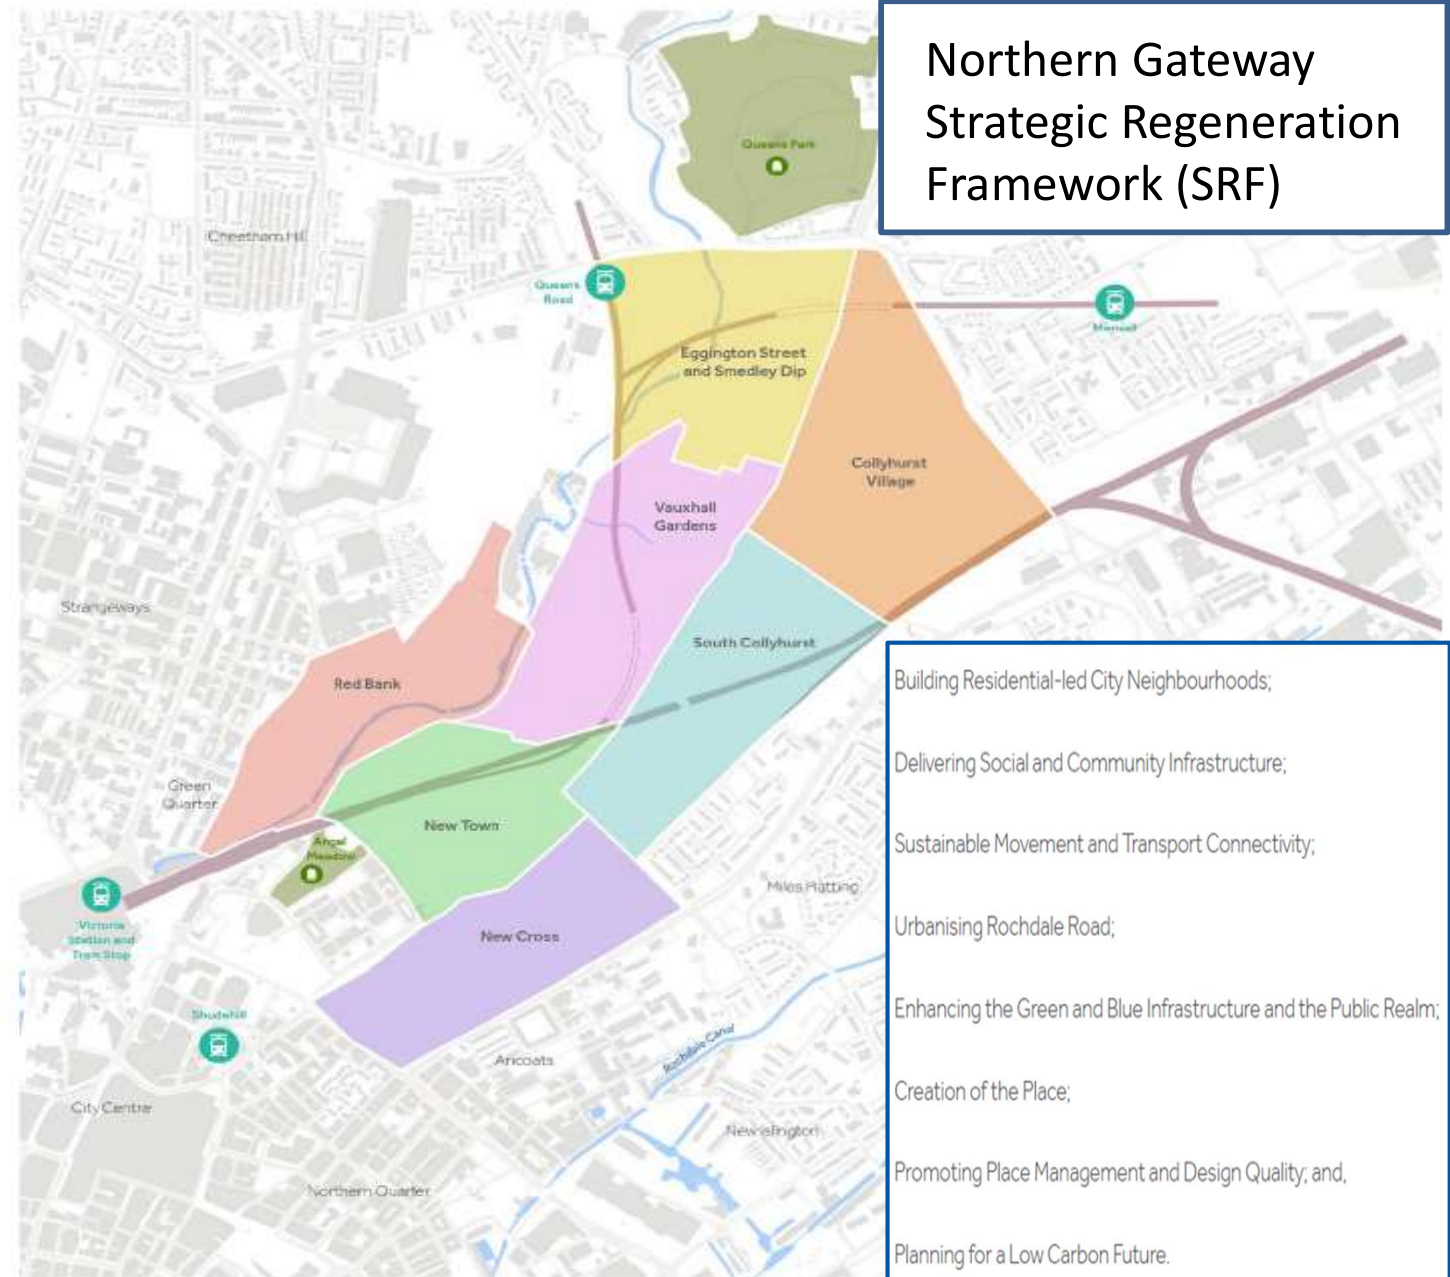 Northern Gateway
Strategic Regeneration
Framework (SRF)
Queens Park
Cheetham Hill
Queens
Road
Monsall
Eggington Street
and Smedley Dip
Collyhurst
Village
Vauxhall
Gardens
Strangeways
South Collyhurst
Red Bank
Green
Quarter
New Town
Angel
Meadow
Miles Platting
Victoria
Station and
Tram Stop
New Cross
Shudehill
Ancoats
Rochdale Canal
City Centre
New Islington
Northern Quarter
Building Residential-led City Neighbourhoods;
Delivering Social and Community Infrastructure;
Sustainable Movement and Transport Connectivity;
Urbanising Rochdale Road;
Enhancing the Green and Blue Infrastructure and the Public Realm;
Creation of the Place;
Promoting Place Management and Design Quality; and,
Planning for a Low Carbon Future.